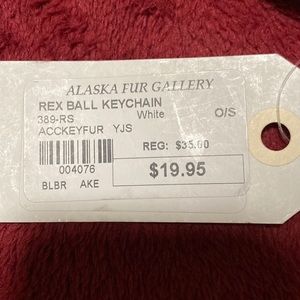 ALASKA FUR GALLERY
REX BALL KEYCHAIN
389-RS White O/S
ACCKEYFUR YJS
REG: $35.00
004076
$19.95
BLBR AKE